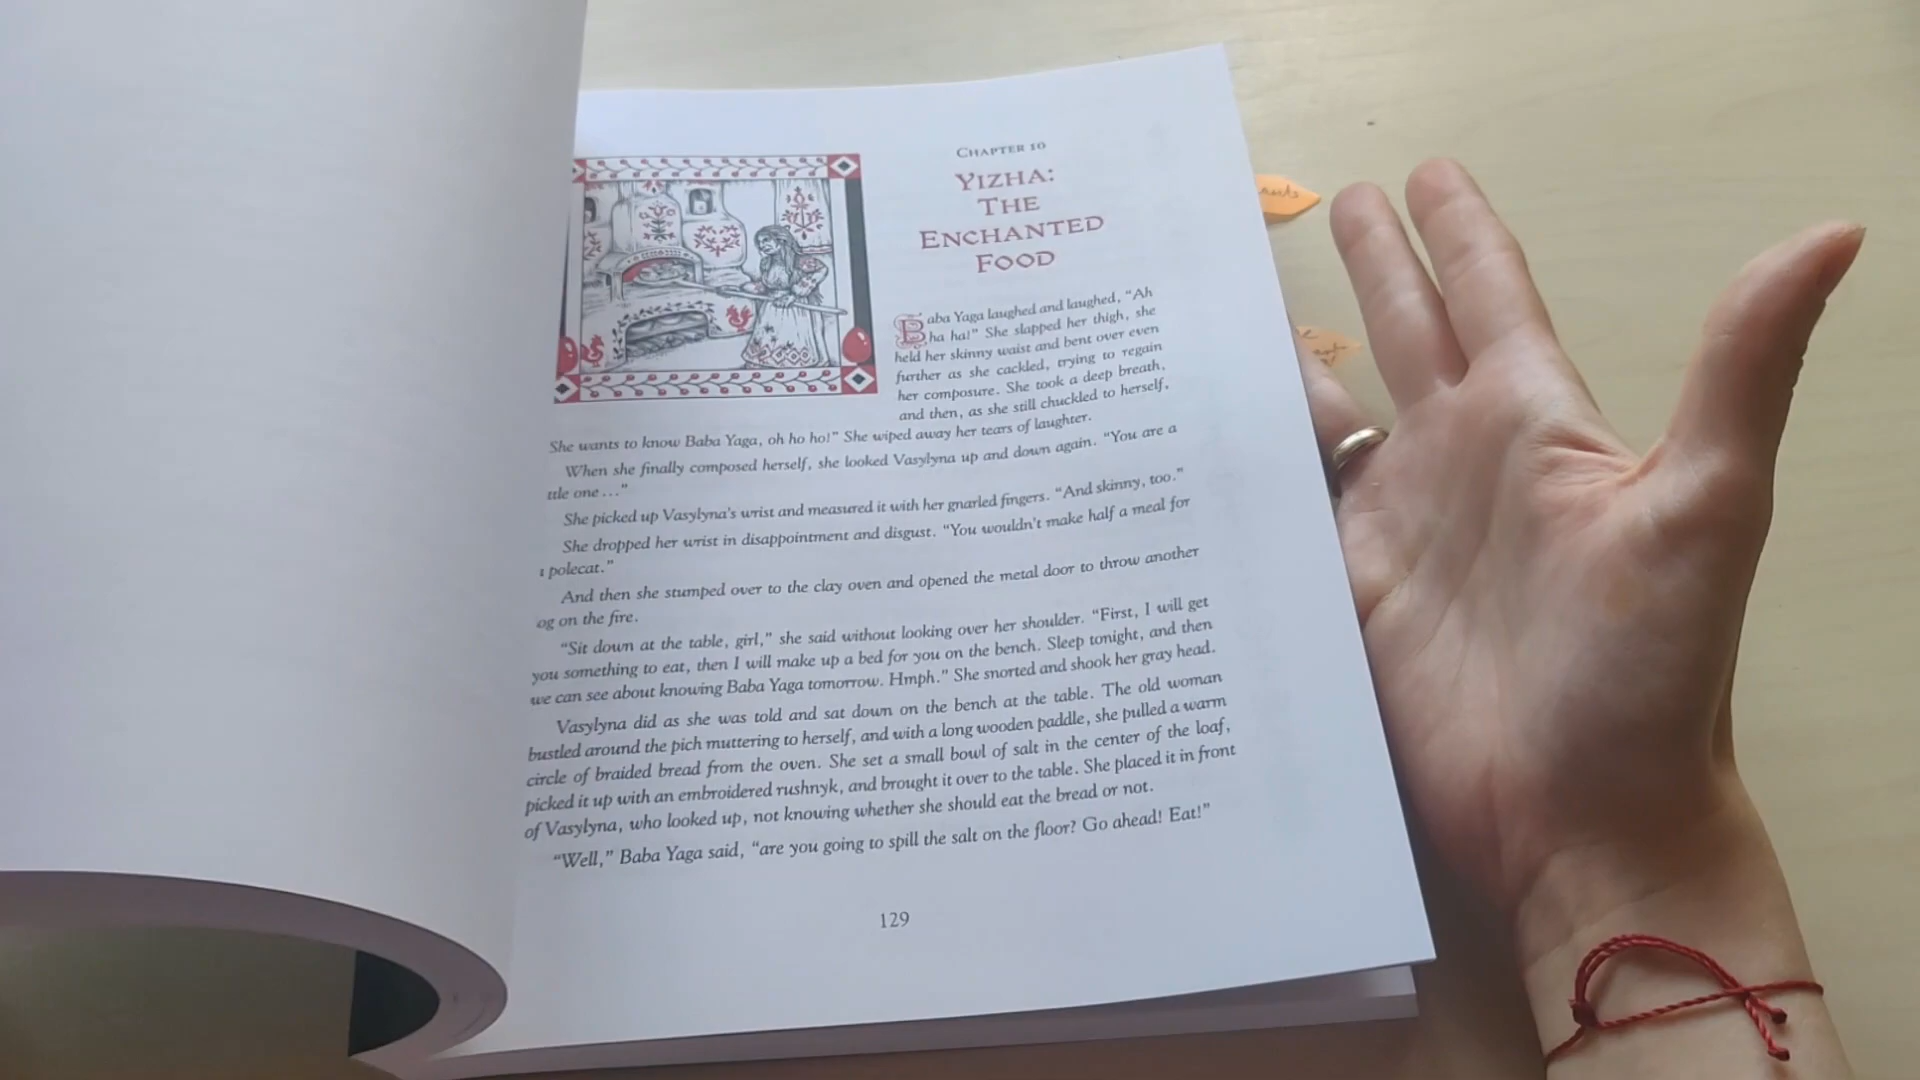 CHAPTER 10
YIZHA:
THE
ENCHANTED
FOOD
Baba Yaga laughed and laughed, “Ah
ha ha!” She slapped her thigh, she
held her skinny waist and bent over even
further as she cackled, trying to regain
her composure. She took a deep breath,
and then, as she still chuckled to herself,
She wants to know Baba Yaga, oh ho ho!” She wiped away her tears of laughter.
When she finally composed herself, she looked Vasylyna up and down again. “You are a
ttle one…”
She picked up Vasylyna's wrist and measured it with her gnarled fingers. “And skinny, too.”
She dropped her wrist in disappointment and disgust. “You wouldn't make half a meal for
a polecat.”
And then she stumped over to the clay oven and opened the metal door to throw another
og on the fire.
“Sit down at the table, girl,” she said without looking over her shoulder. “First, I will get
you something to eat, then I will make up a bed for you on the bench. Sleep tonight, and then
we can see about knowing Baba Yaga tomorrow. Hmph.” She snorted and shook her gray head.
Vasylyna did as she was told and sat down on the bench at the table. The old woman
bustled around the pich muttering to herself, and with a long wooden paddle, she pulled a warm
circle of braided bread from the oven. She set a small bowl of salt in the center of the loaf,
picked it up with an embroidered rushnyk, and brought it over to the table. She placed it in front
of Vasylyna, who looked up, not knowing whether she should eat the bread or not.
“Well,” Baba Yaga said, “are you going to spill the salt on the floor? Go ahead! Eat!”
129